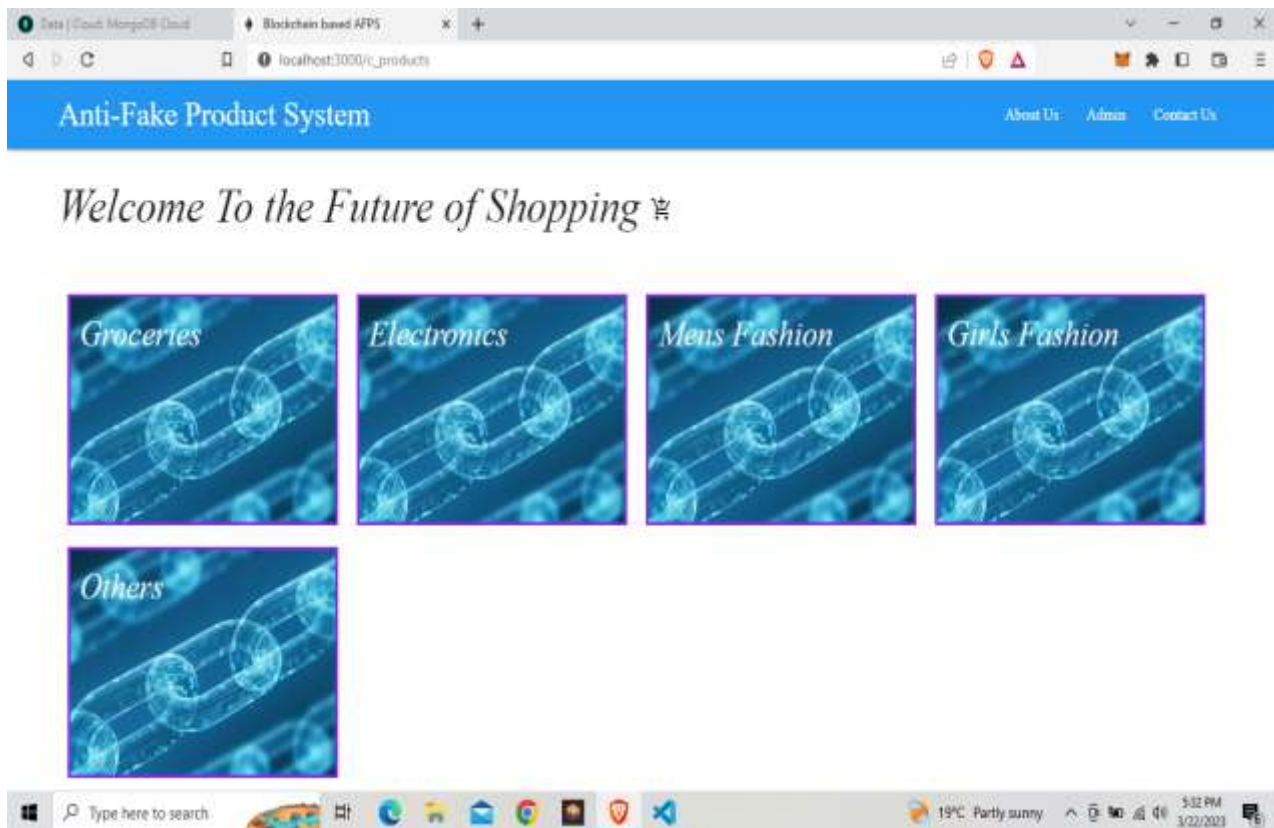 Data | Cloud: MongoDB Cloud
Blockchain based AFPS
localhost:3000/c_products
Anti-Fake Product System
About Us Admin Contact Us
Welcome To the Future of Shopping
Groceries Electronics Mens Fashion Girls Fashion
Others
Type here to search
19°C Partly sunny
5:32 PM
3/22/2023